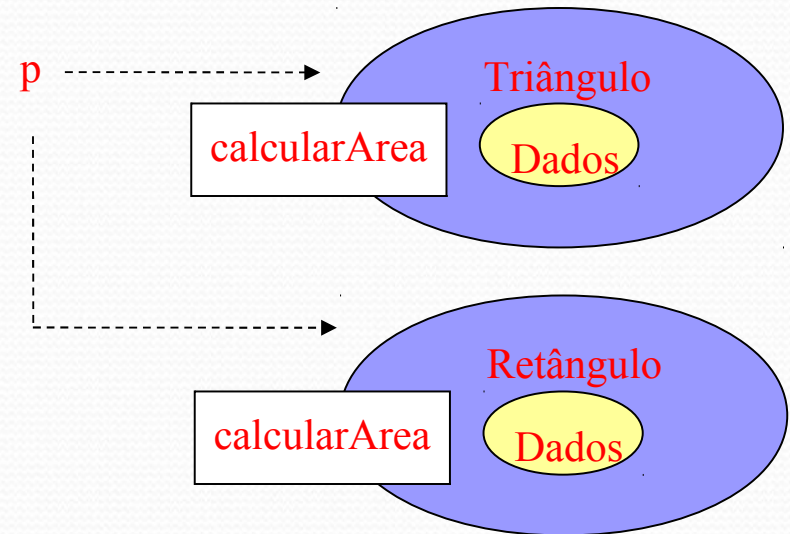 p
Triângulo
calcularArea
Dados
Retângulo
calcularArea
Dados